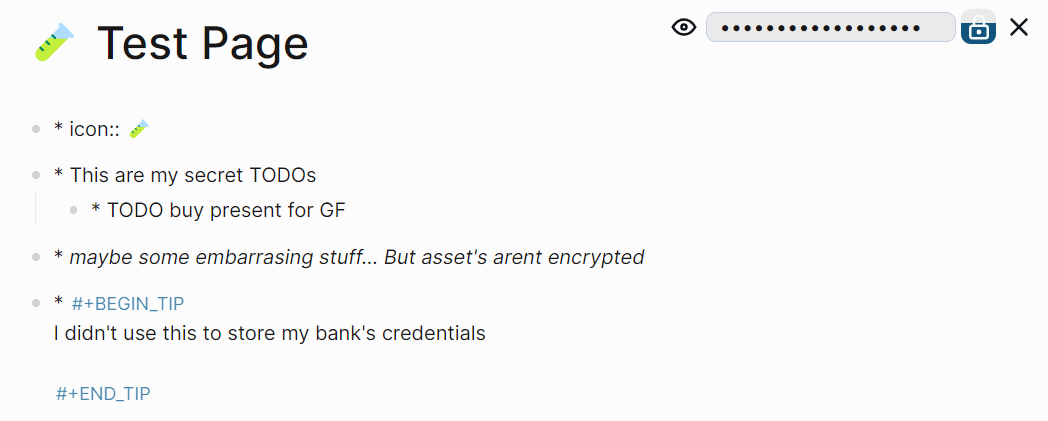 Test Page
••••••••••••••••••
* icon::
* This are my secret TODOs
* TODO buy present for GF
* maybe some embarrasing stuff... But asset's arent encrypted
* #+BEGIN_TIP
I didn't use this to store my bank's credentials
#+END_TIP